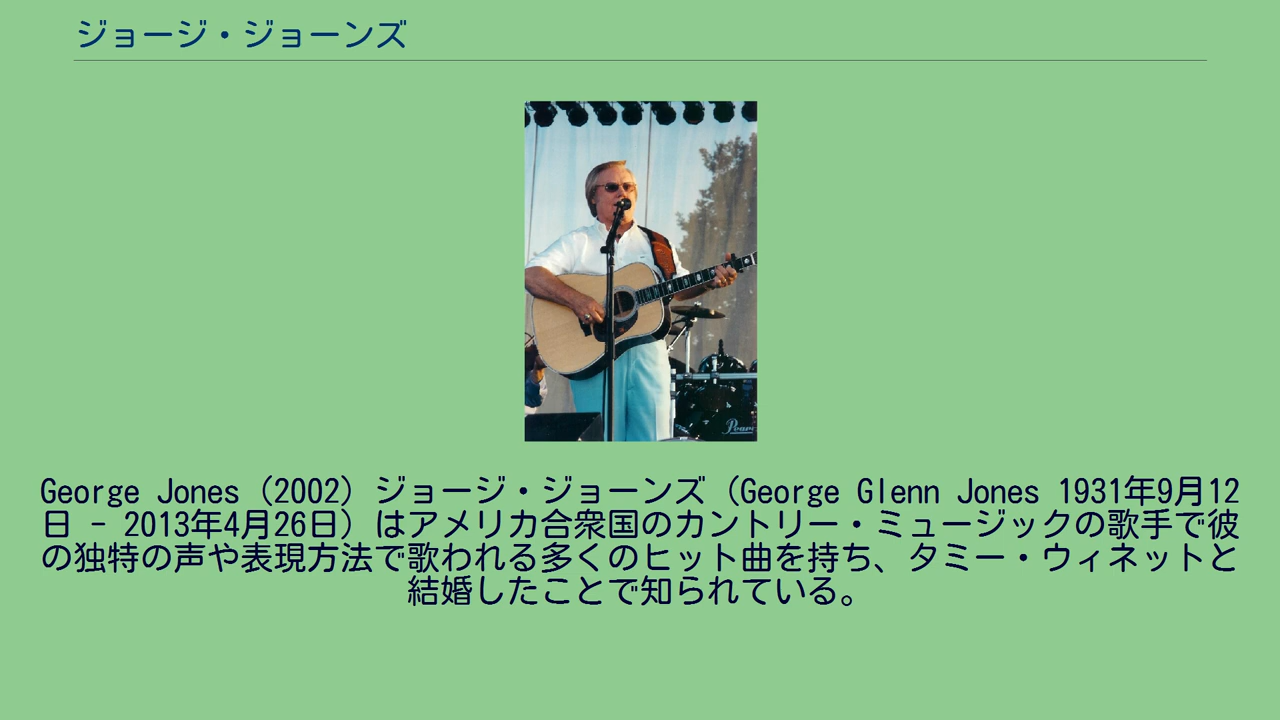 ジョージ・ジョーンズ
Pearl
George Jones (2002) ジョージ・ジョーンズ（George Glenn Jones 1931年9月12
日 - 2013年4月26日）はアメリカ合衆国のカントリー・ミュージックの歌手で彼
の独特の声や表現方法で歌われる多くのヒット曲を持ち、タミー・ウィネットと
結婚したことで知られている。